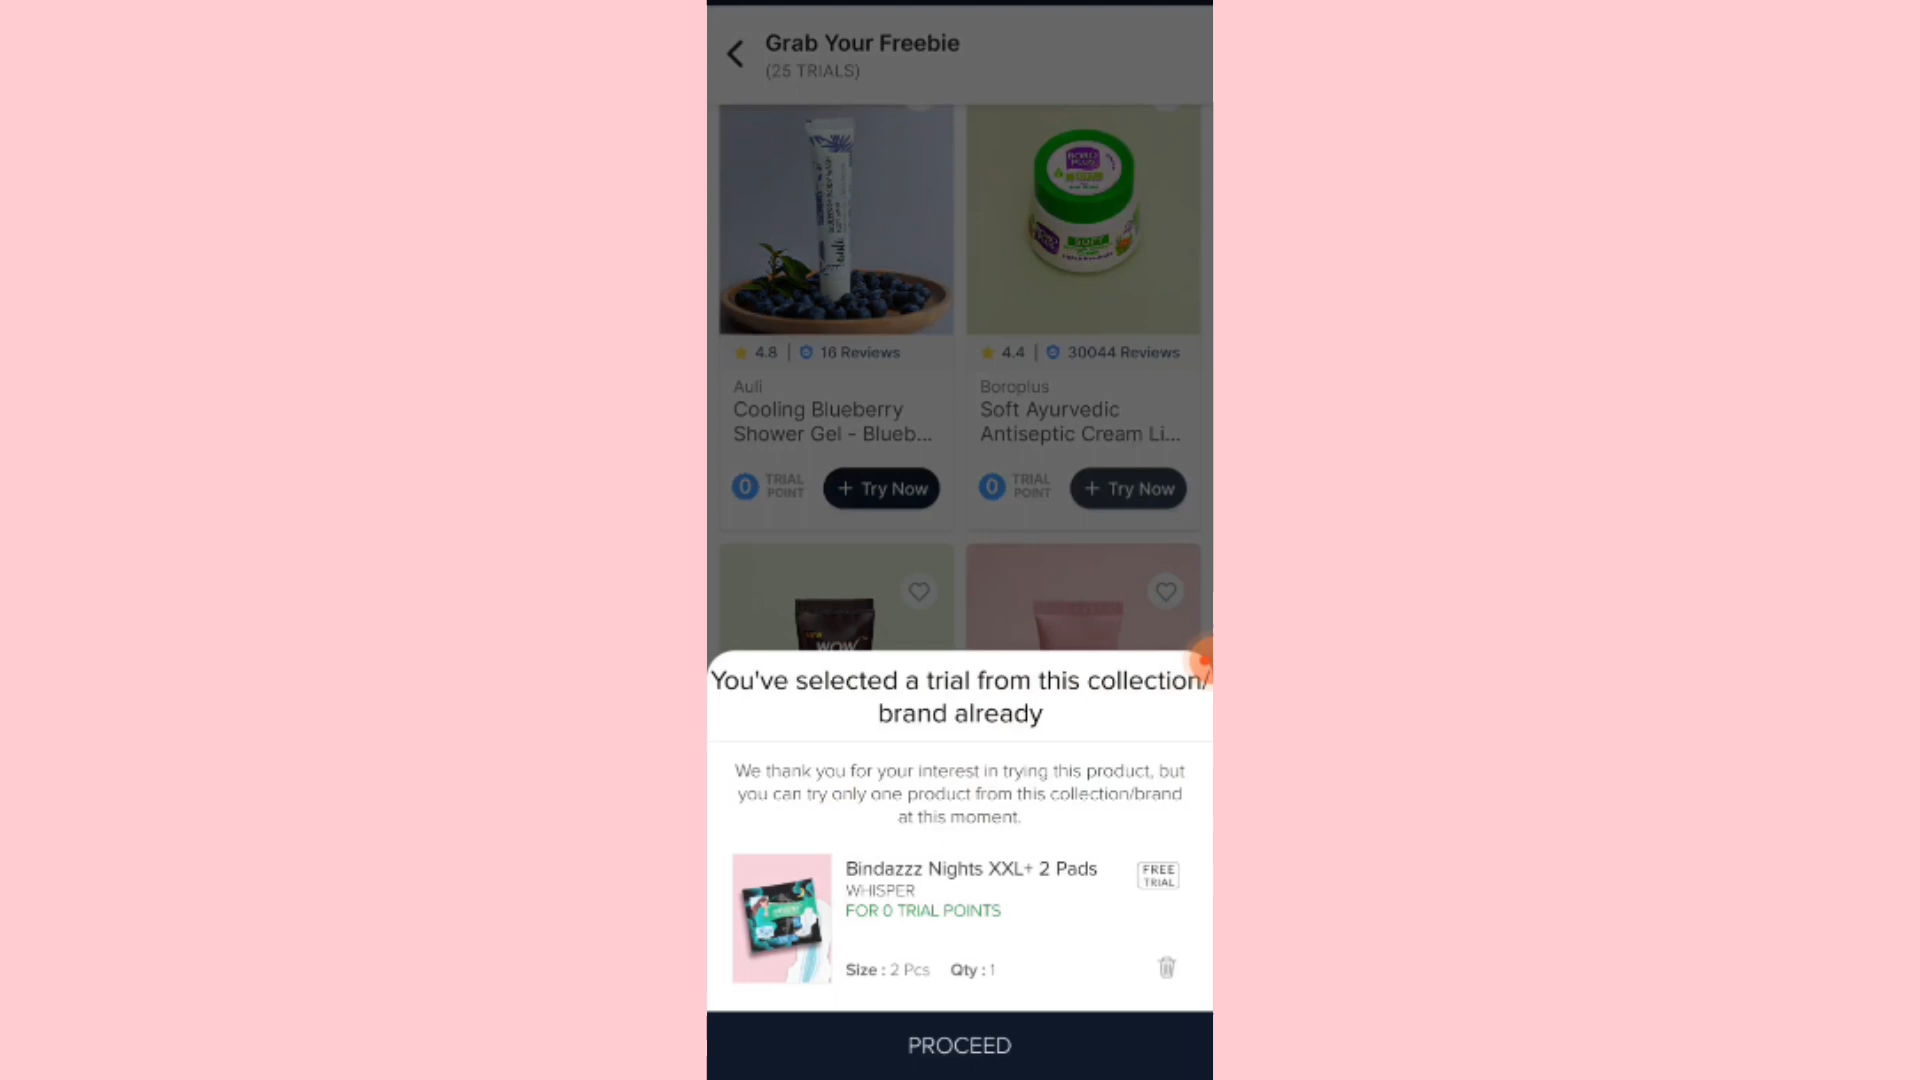 Grab Your Freebie
(25 TRIALS)
4.8 | 16 Reviews
4.4 | 30044 Reviews
Auli
Cooling Blueberry
Shower Gel - Blueb...
Boroplus
Soft Ayurvedic
Antiseptic Cream Li...
0 TRIAL
POINT
+ Try Now
0 TRIAL
POINT
+ Try Now
WOW
You've selected a trial from this collection/
brand already
We thank you for your interest in trying this product, but
you can try only one product from this collection/brand
at this moment.
Bindazzz Nights XXL+ 2 Pads
WHISPER
FOR 0 TRIAL POINTS
FREE
TRIAL
Size : 2 Pcs Qty : 1
PROCEED